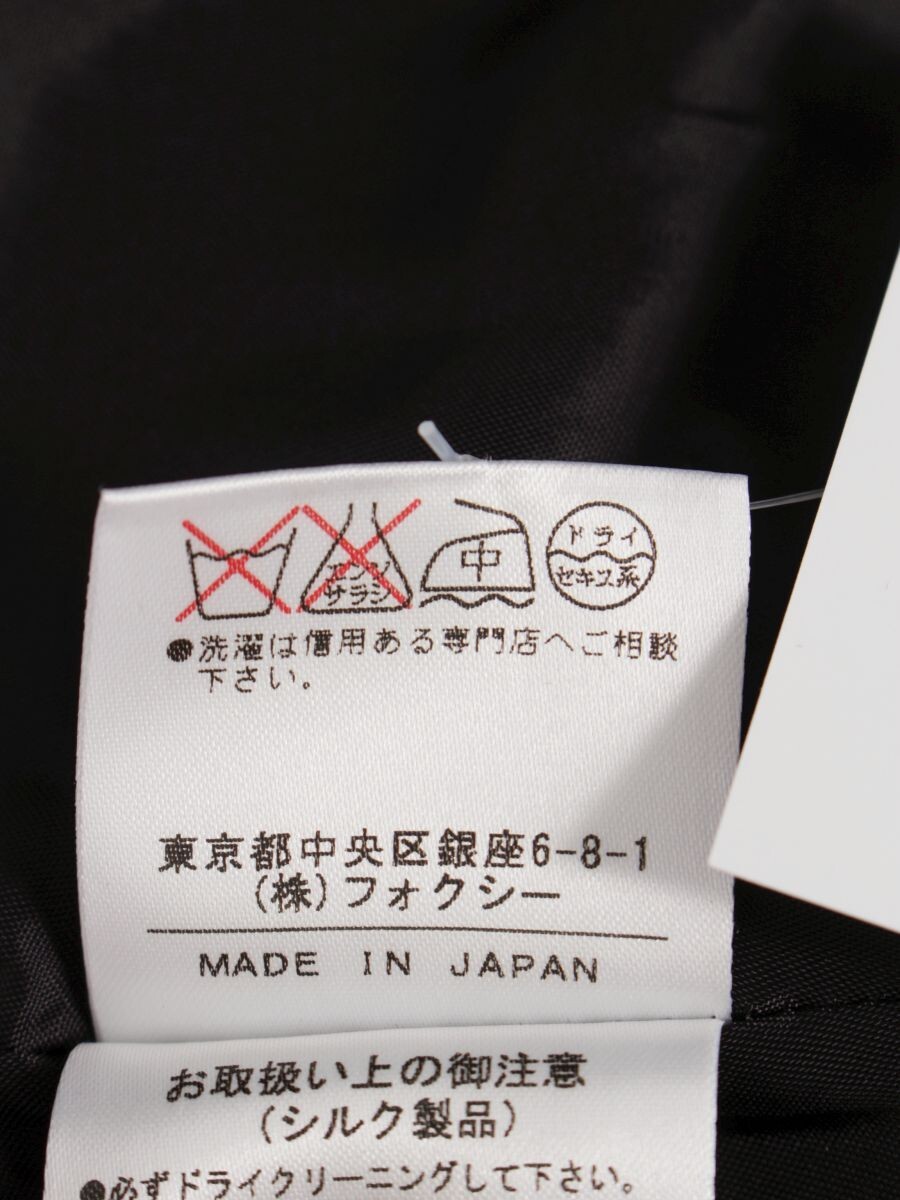 エンソ
サラシ
中
ドライ
セキユ系
●洗濯は信用ある専門店へご相談
下さい。
東京都中央区銀座6-8-1
(株)フォクシー
MADE IN JAPAN
お取扱い上の御注意
(シルク製品)
●必ずドライクリーニングして下さい。